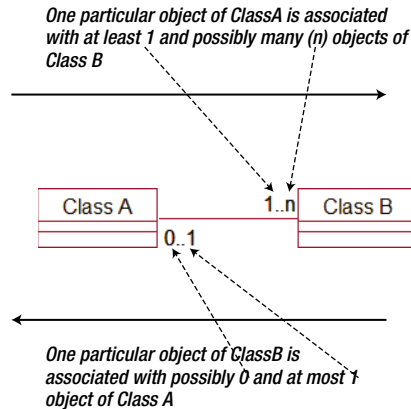 One particular object of ClassA is associated
with at least 1 and possibly many (n) objects of
Class B
1..n
Class A
Class B
0..1
One particular object of ClassB is
associated with possibly 0 and at most 1
object of Class A